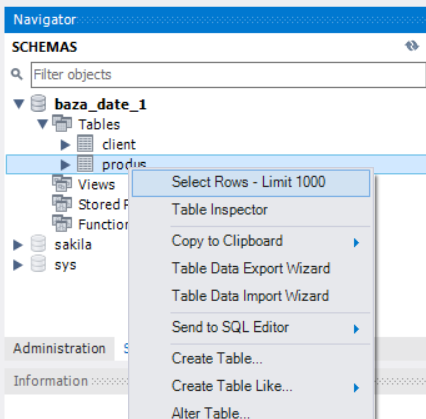 Navigator
SCHEMAS
Filter objects
baza_date_1
Tables
client
produs
Views
Stored
Function
sakila
sys
Select Rows - Limit 1000
Table Inspector
Copy to Clipboard
Table Data Export Wizard
Table Data Import Wizard
Send to SQL Editor
Create Table...
Create Table Like...
Alter Table...
Administration
Information